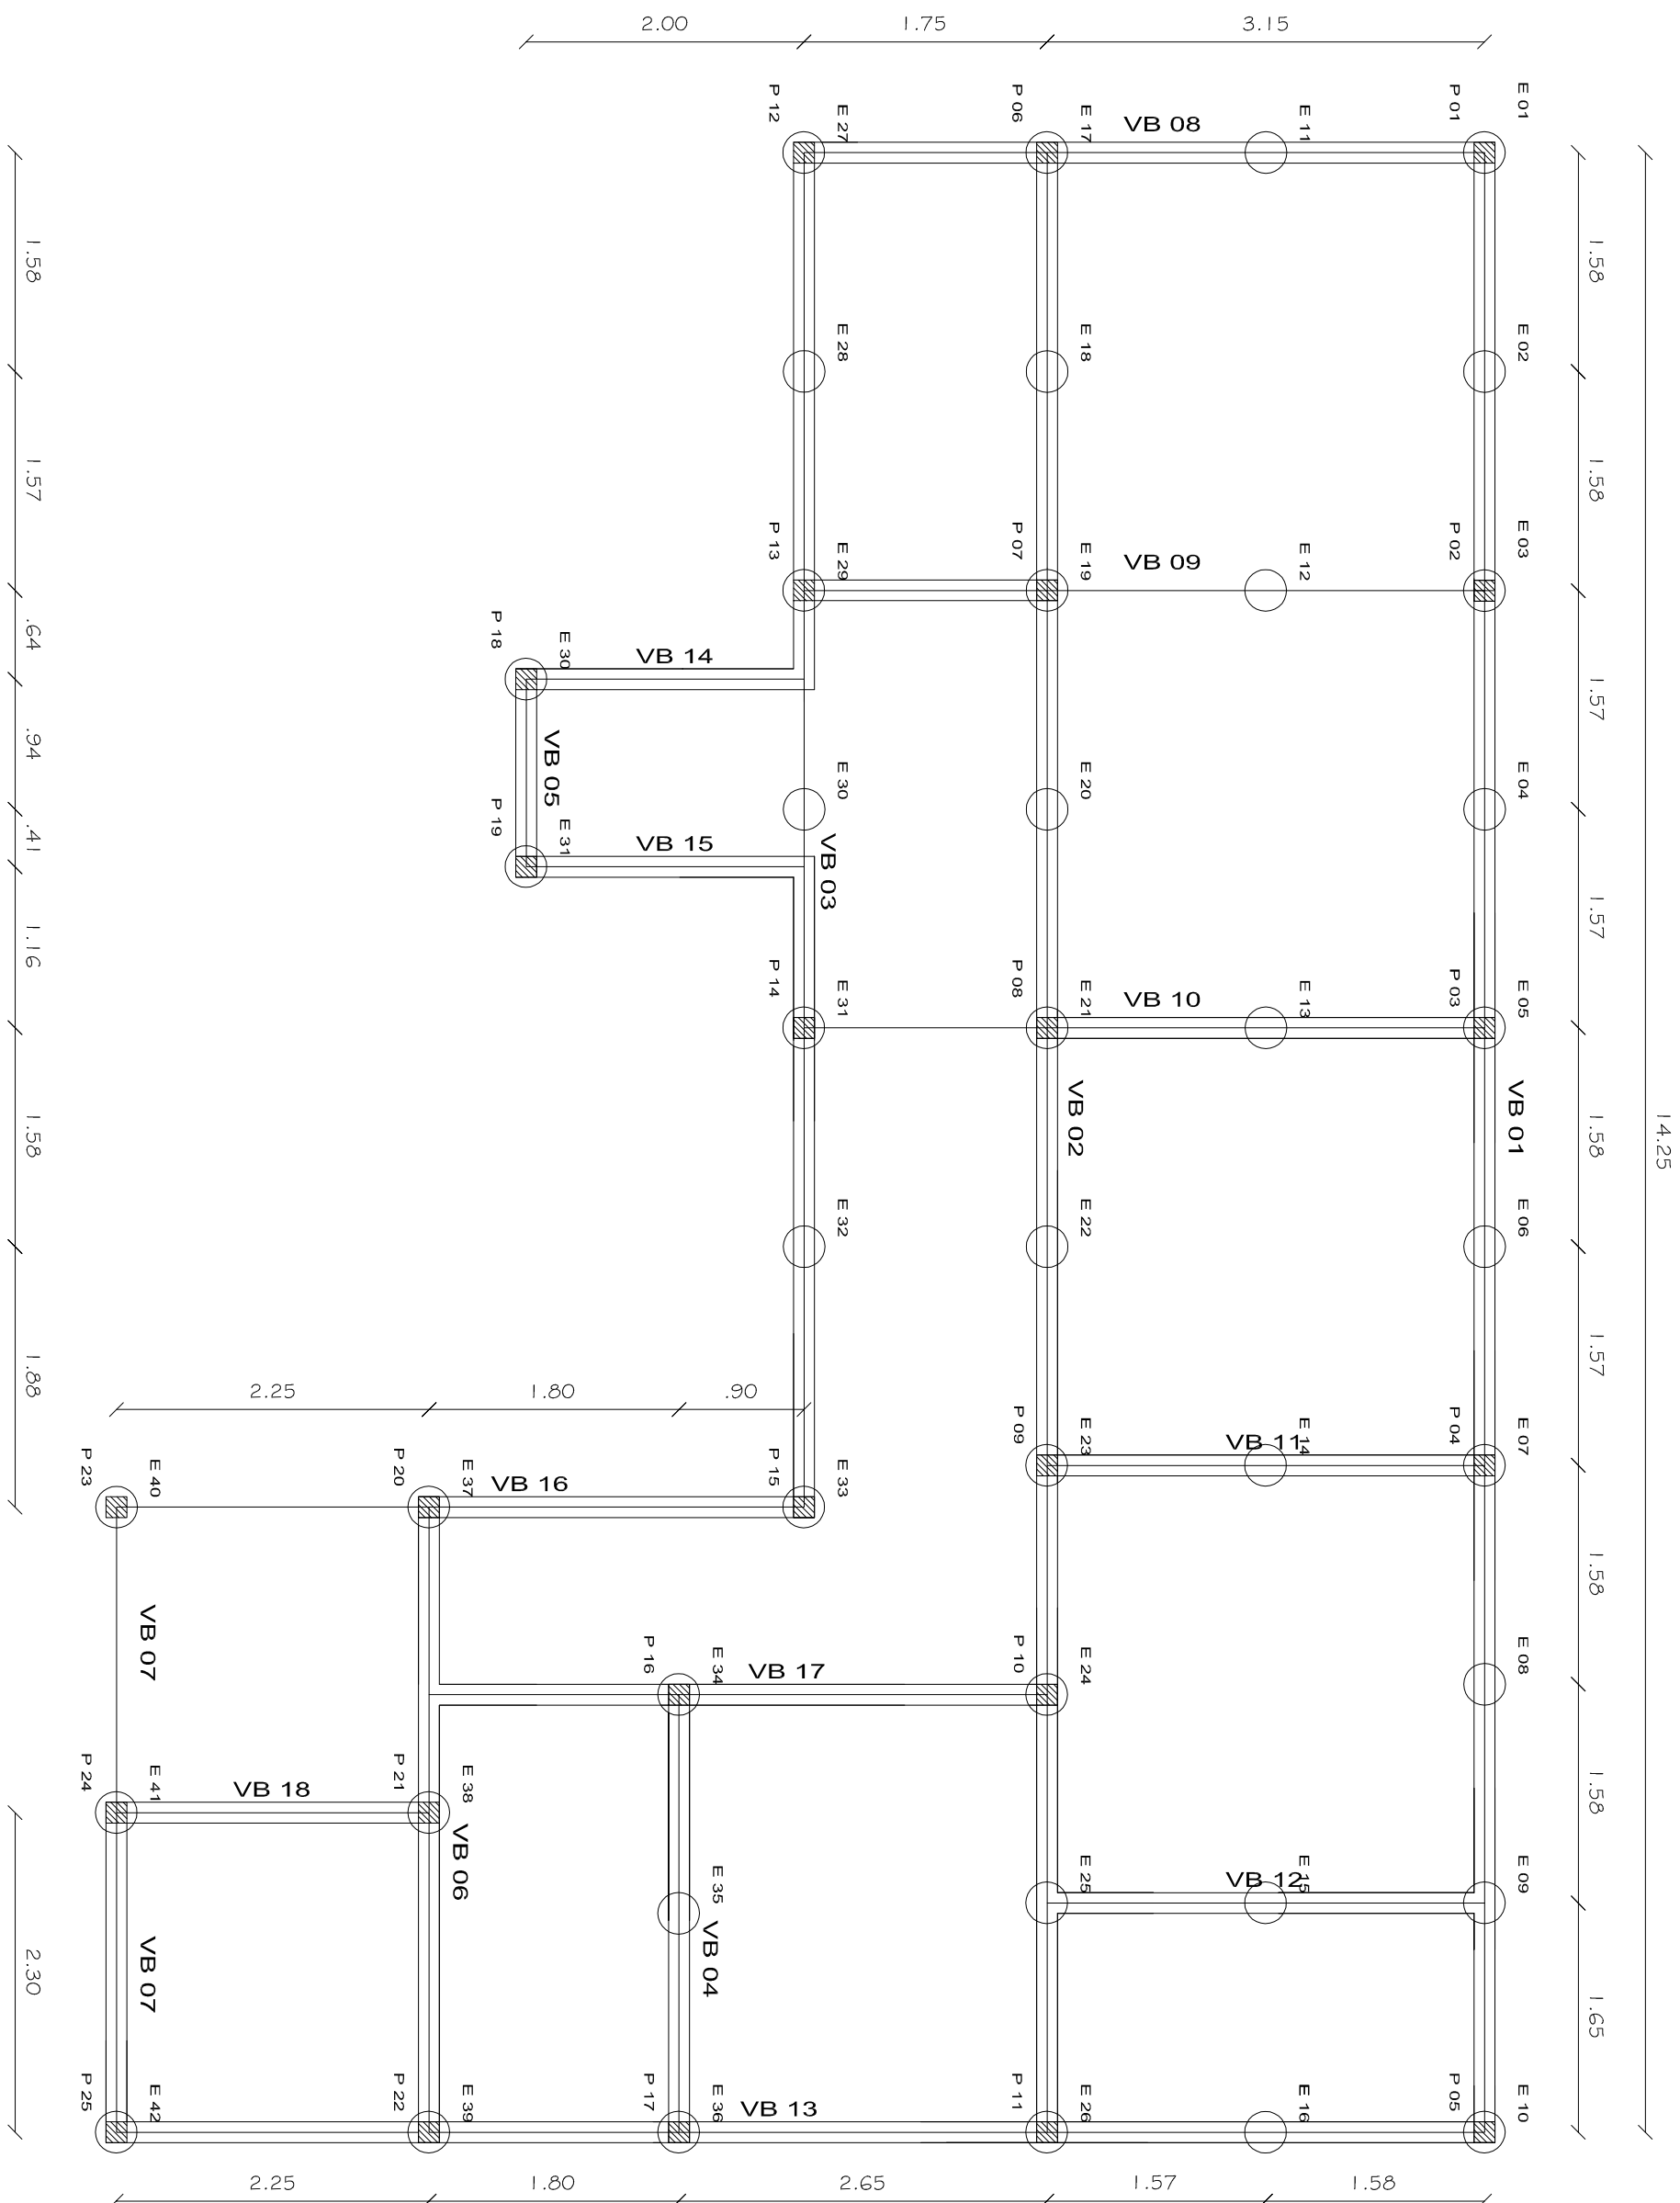 2.00
1.75
3.15
P 12
E 27
P 06
E 17
VB 08
E 11
P 01
E 01
1.58
E 28
E 18
E 02
1.58
1.57
P 13
E 29
P 07
E 19
VB 09
E 12
P 02
E 03
1.58
.64
P 18
E 30
VB 14
1.57
.94
VB 05
E 30
E 20
E 04
.41
P 19
E 31
VB 15
VB 03
1.16
P 14
E 31
P 08
E 21
VB 10
E 13
P 03
E 05
1.57
VB 02
VB 01
14.25
1.58
1.58
E 32
E 22
E 06
1.88
2.25
1.80
.90
1.57
P 23
E 40
P 20
E 37
VB 16
P 15
E 33
P 09
E 23
VB 11
E 14
P 04
E 07
1.58
VB 07
P 16
E 34
VB 17
P 10
E 24
E 08
P 24
E 41
VB 18
P 21
E 38
1.58
VB 06
E 35
E 25
VB 12
E 15
E 09
2.30
VB 07
VB 04
1.65
P 25
E 42
P 22
E 39
P 17
E 36
VB 13
P 11
E 26
E 16
P 05
E 10
2.25
1.80
2.65
1.57
1.58